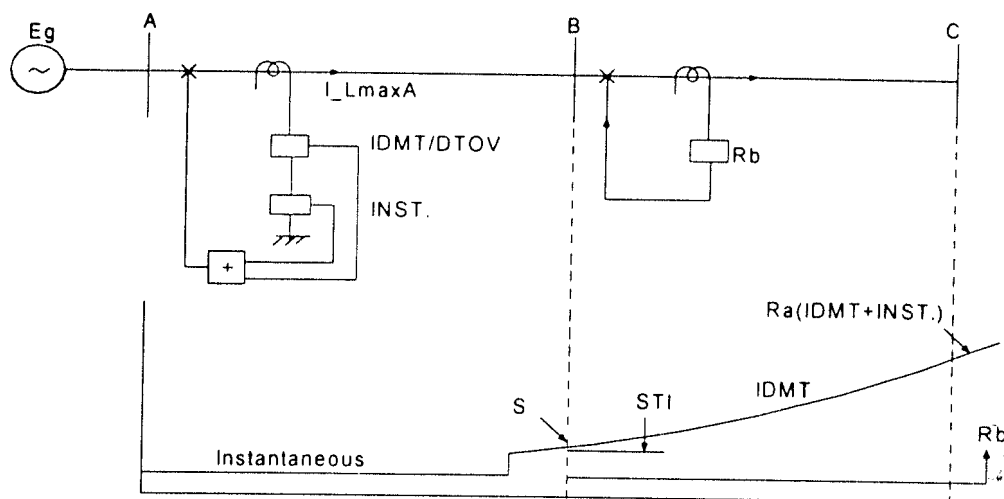 A
B
C
Eg
~
I_LmaxA
IDMT/DTOV
Rb
INST.
+
Ra(IDMT+INST.)
IDMT
S
STI
Rb
Instantaneous